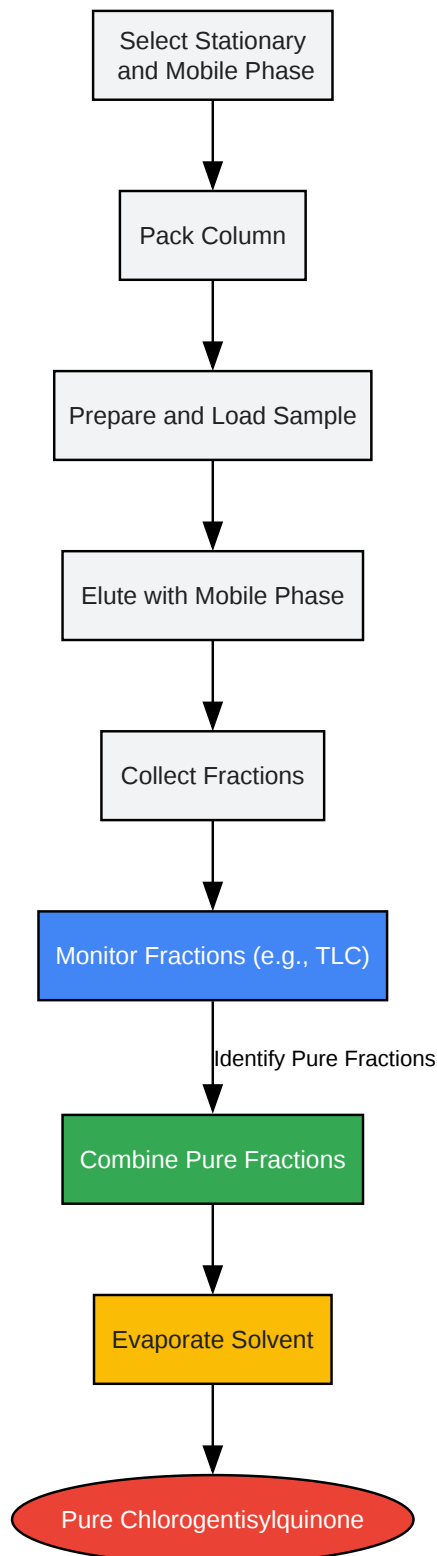 Select Stationary
and Mobile Phase
Pack Column
Prepare and Load Sample
Elute with Mobile Phase
Collect Fractions
Monitor Fractions (e.g., TLC)
Identify Pure Fractions
Combine Pure Fractions
Evaporate Solvent
Pure Chlorogentisylquinone